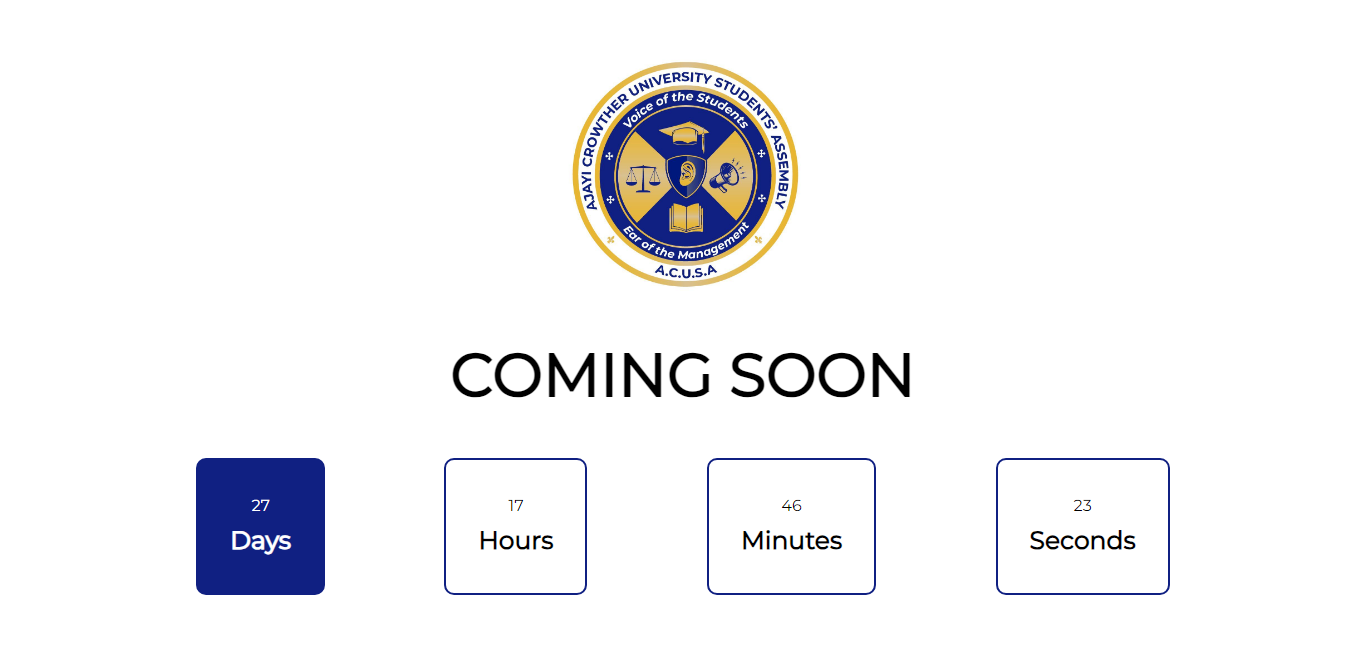 AJAYI CROWTHER UNIVERSITY STUDENTS' ASSEMBLY
Voice of the Students
Ear of the Management
A.C.U.S.A
COMING SOON
27
Days
17
Hours
46
Minutes
23
Seconds